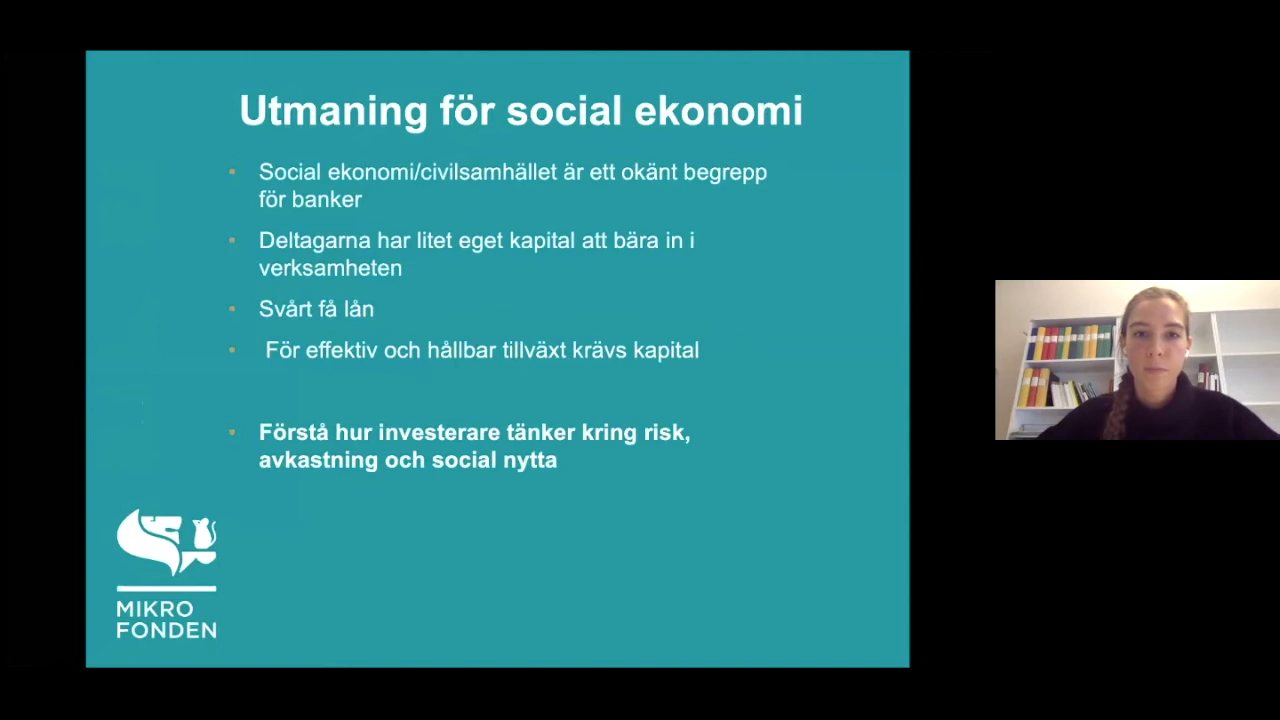 Utmaning för social ekonomi
▪ Social ekonomi/civilsamhället är ett okänt begrepp
för banker
▪ Deltagarna har litet eget kapital att bära in i
verksamheten
▪ Svårt få lån
▪ För effektiv och hållbar tillväxt krävs kapital
▪ Förstå hur investerare tänker kring risk,
avkastning och social nytta
MIKRO
FONDEN